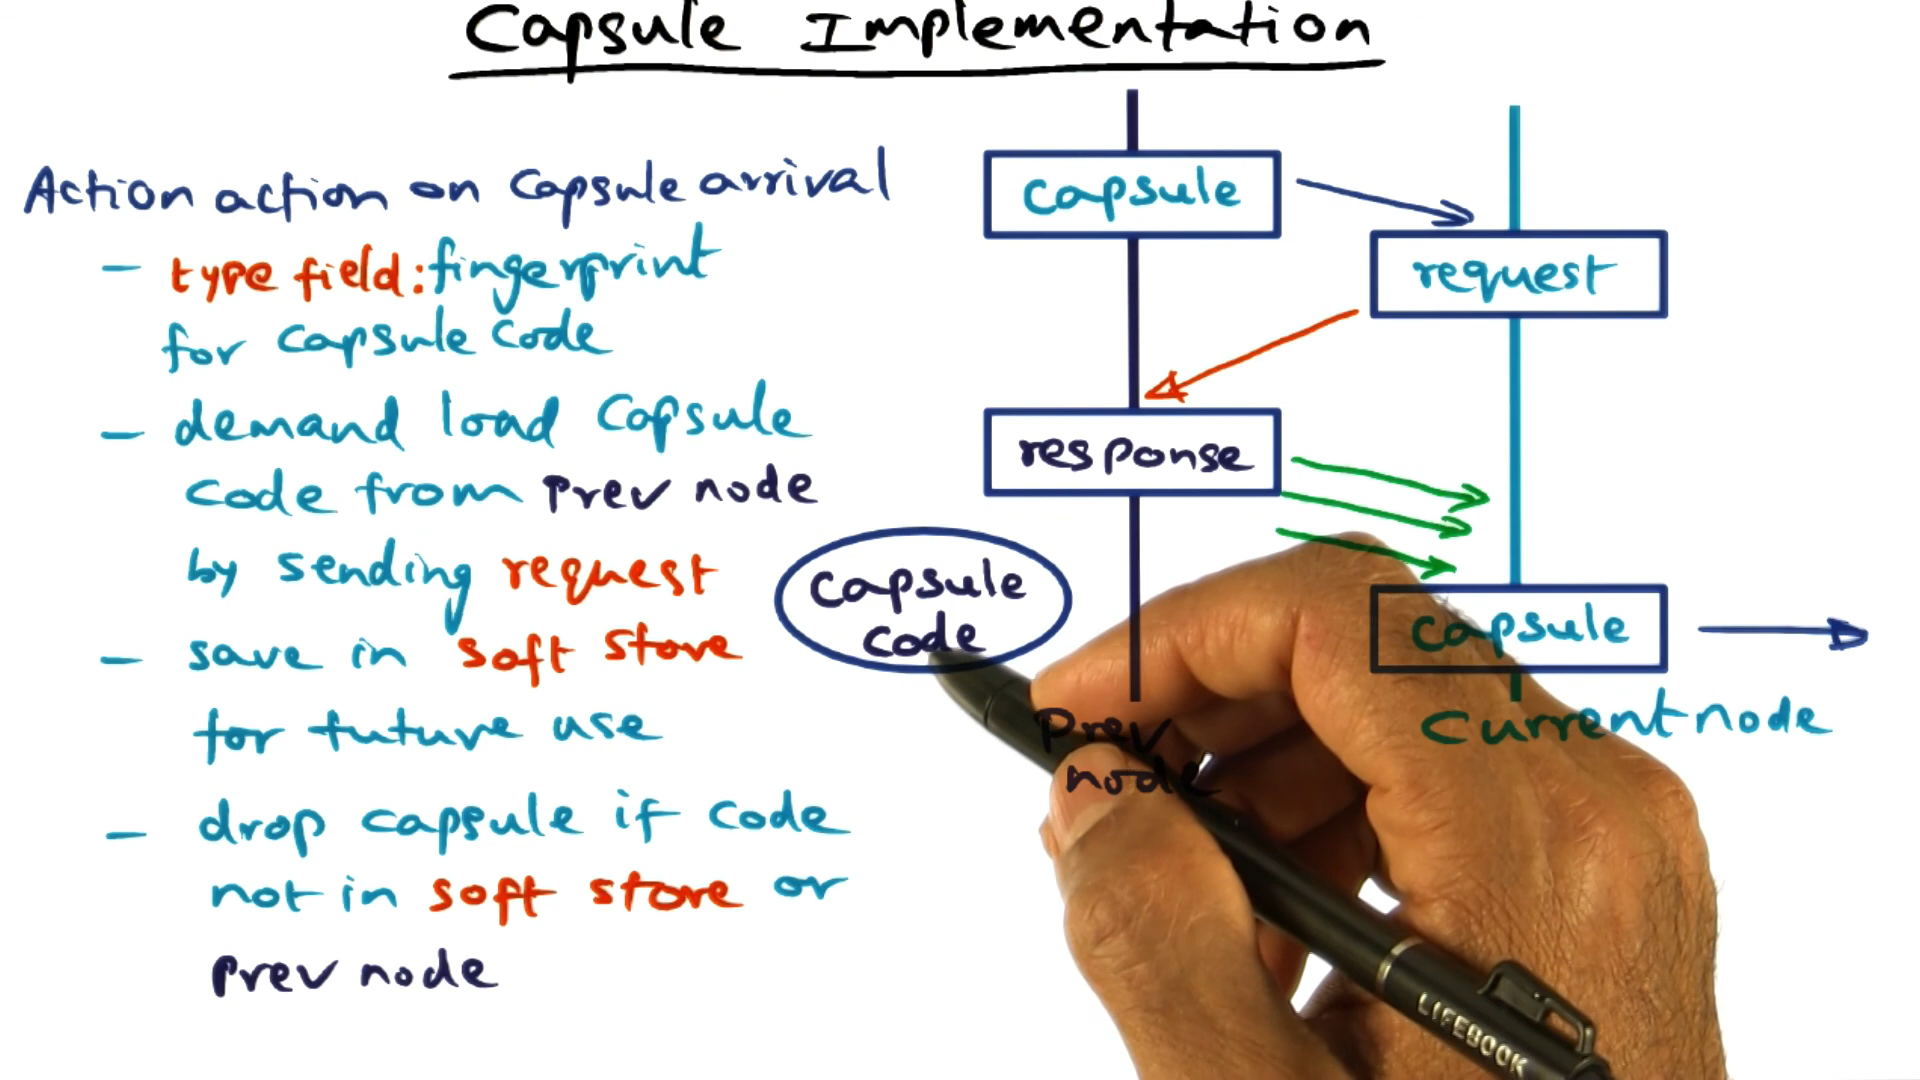 Capsule Implementation
Action action on capsule arrival
- type field: fingerprint
for capsule code
- demand load capsule
code from prev node
by sending request
- save in soft store
for future use
- drop capsule if code
not in soft store or
prev node
capsule
request
response
capsule
code
capsule
Prev
node
Current node
LIFEBOOK